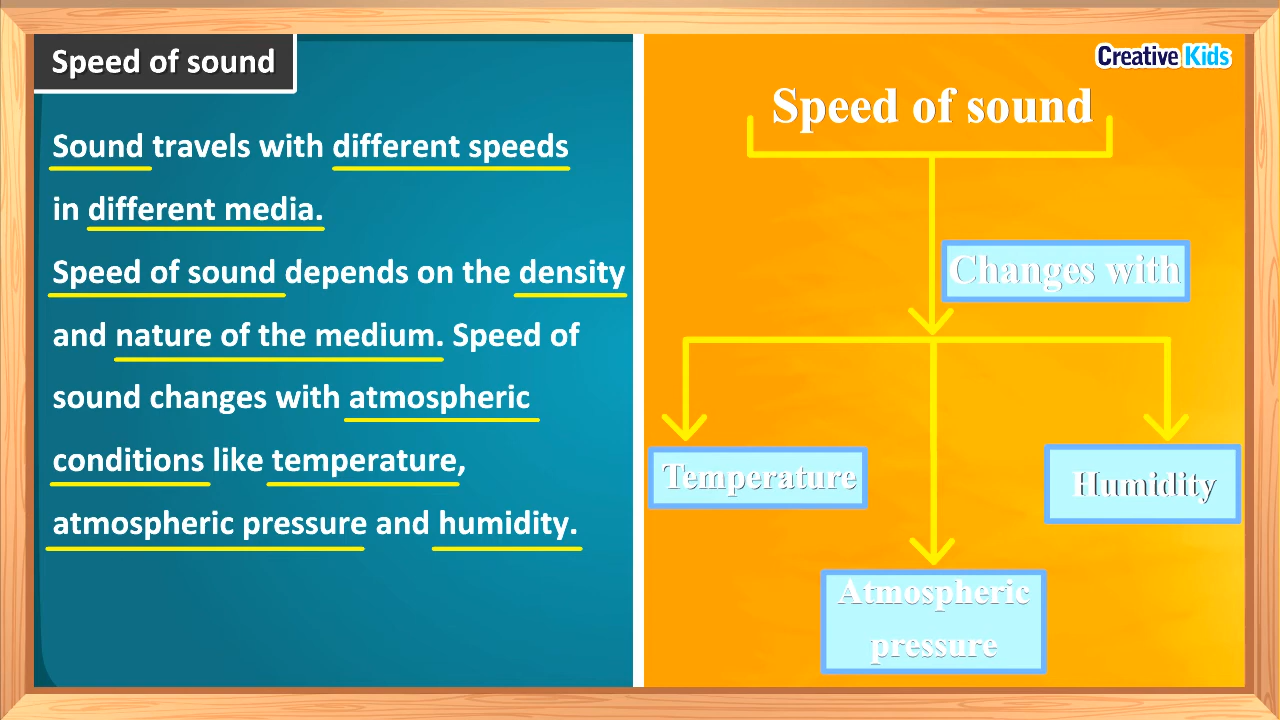 Speed of sound
Sound travels with different speeds
in different media.
Speed of sound depends on the density
and nature of the medium. Speed of
sound changes with atmospheric
conditions like temperature,
atmospheric pressure and humidity.
Creative Kids
Speed of sound
Changes with
Temperature
Humidity
Atmospheric
pressure